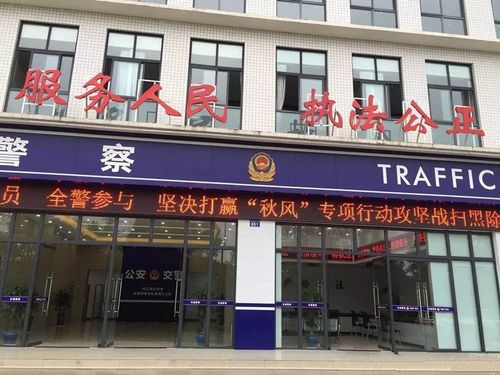 服务人民 执法公正
警察 TRAFFIC
员 全警参与 坚决打赢“秋风”专项行动攻坚战扫黑除
公安 交警